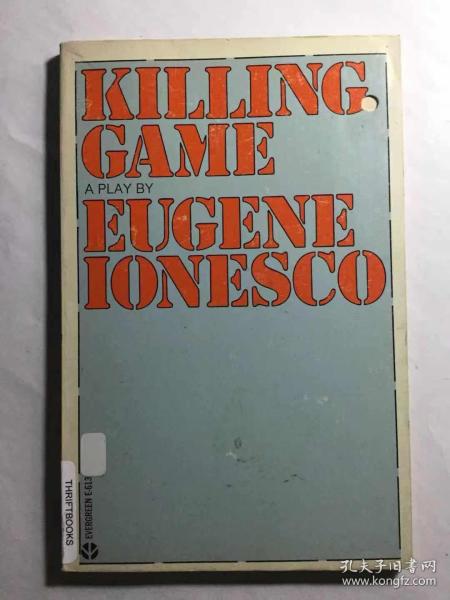 KILLING
GAME
A PLAY BY
EUGENE
IONESCO
EVERGREEN E-613
THRIFTBOOKS
孔夫子旧书网
www.kongfz.com